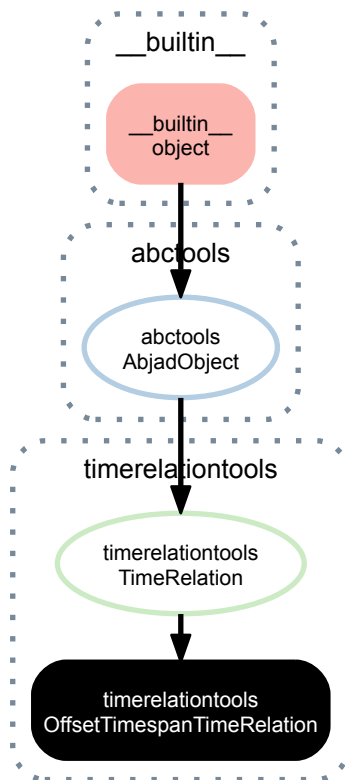 __builtin__
__builtin__
object
abctools
abctools
AbjadObject
timerelationtools
timerelationtools
TimeRelation
timerelationtools
OffsetTimespanTimeRelation